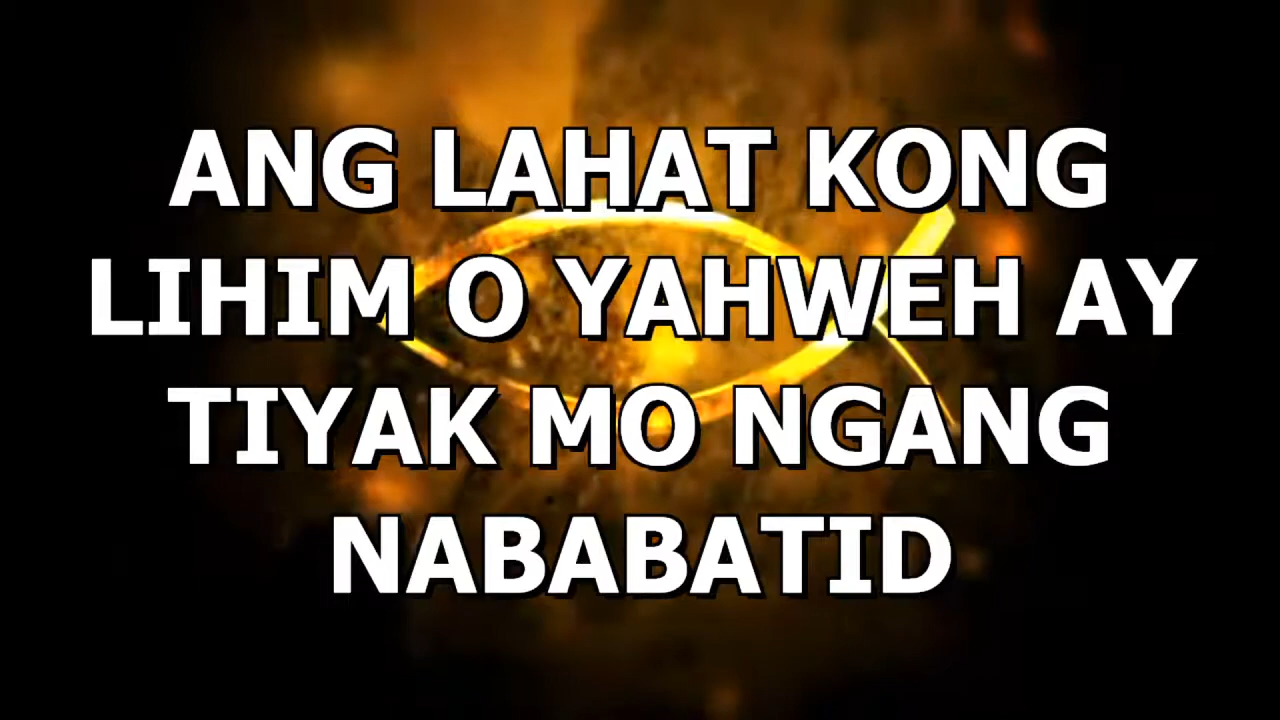 ANG LAHAT KONG
LIHIM O YAHWEH AY
TIYAK MO NGANG
NABABATID